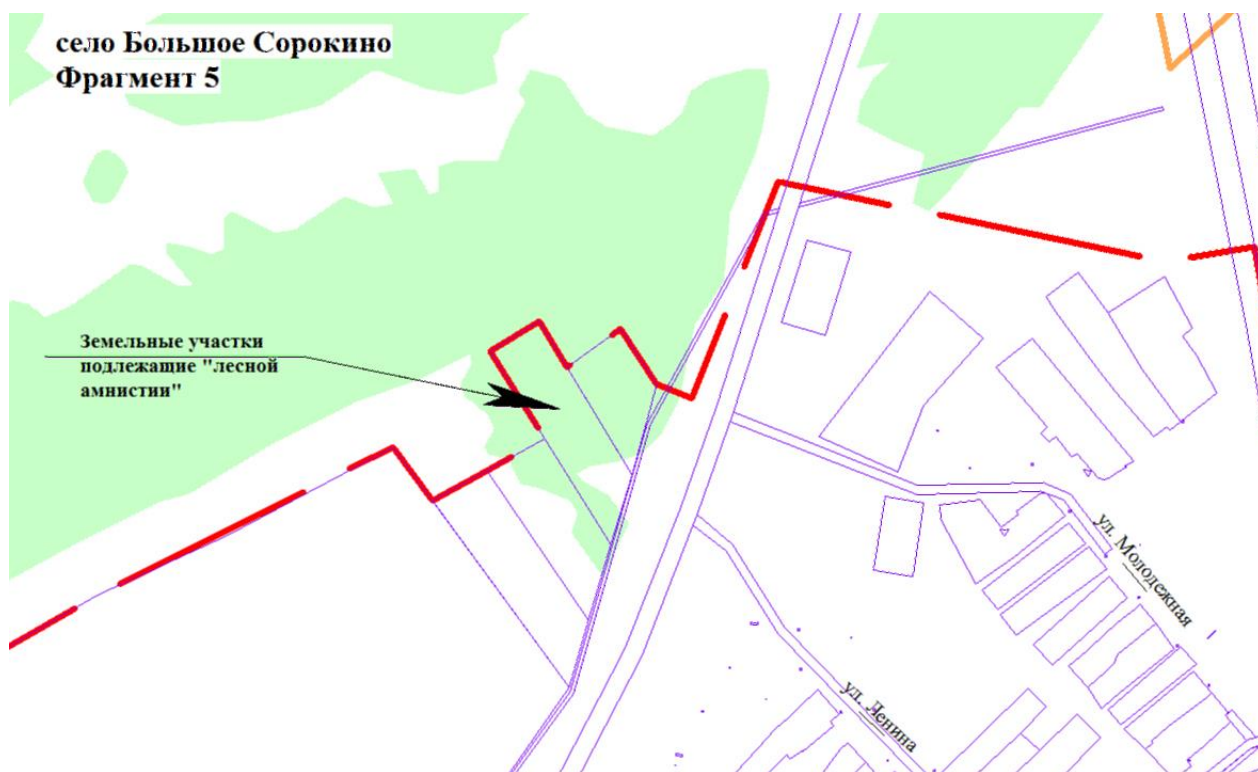 село Большое Сорокино
Фрагмент 5
Земельные участки
подлежащие "лесной
амнистии"
ул. Молодежная
ул. Ленина